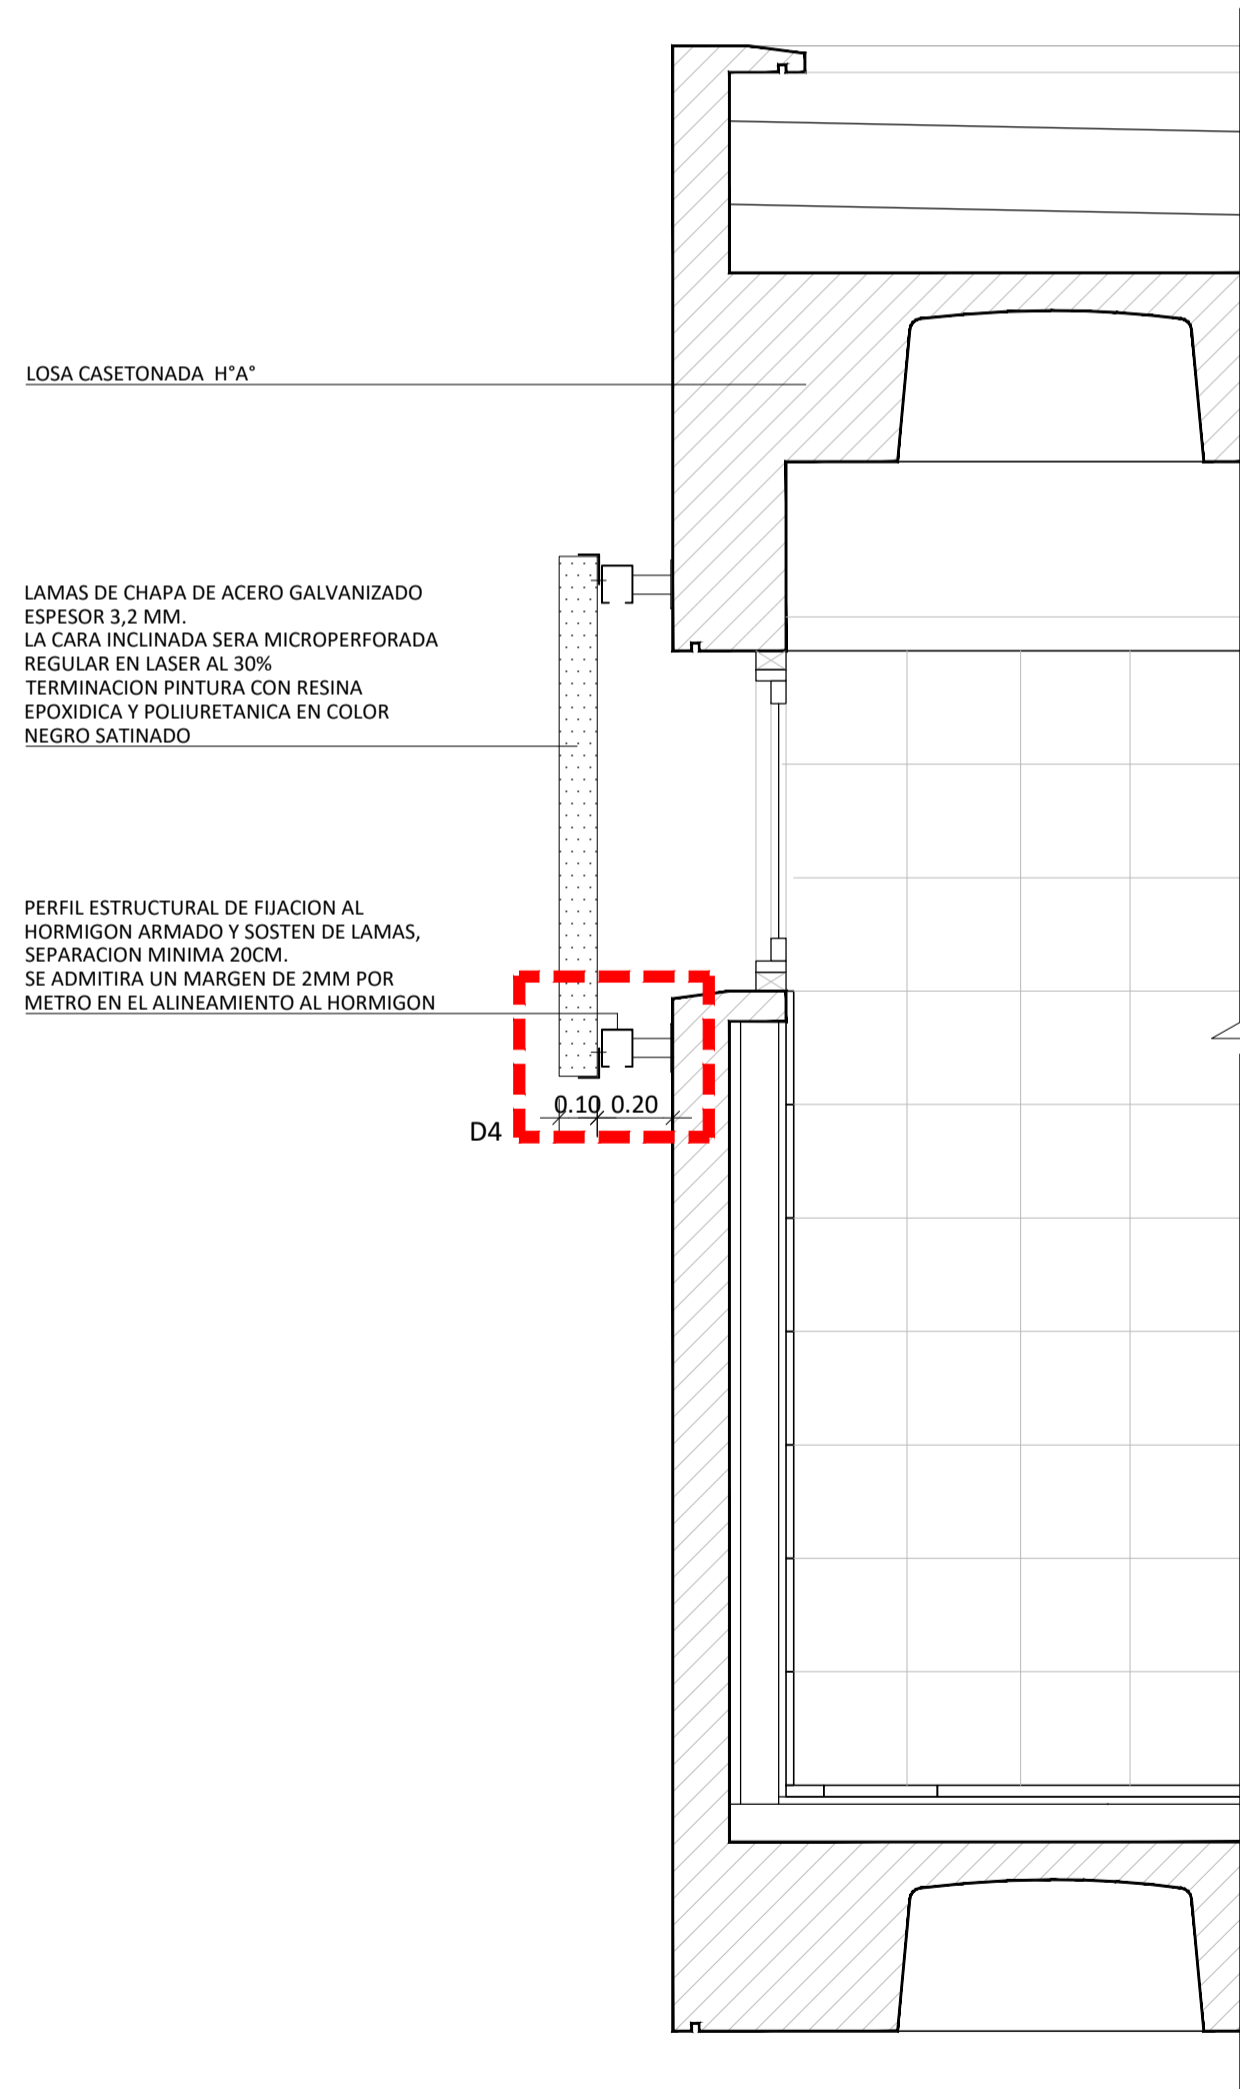 LOSA CASETONADA H°A°
LAMAS DE CHAPA DE ACERO GALVANIZADO
ESPESOR 3,2 MM.
LA CARA INCLINADA SERA MICROPERFORADA
REGULAR EN LASER AL 30%
TERMINACION PINTURA CON RESINA
EPOXIDICA Y POLIURETANICA EN COLOR
NEGRO SATINADO
PERFIL ESTRUCTURAL DE FIJACION AL
HORMIGON ARMADO Y SOSTEN DE LAMAS,
SEPARACION MINIMA 20CM.
SE ADMITIRA UN MARGEN DE 2MM POR
METRO EN EL ALINEAMIENTO AL HORMIGON
0.10 0.20
D4